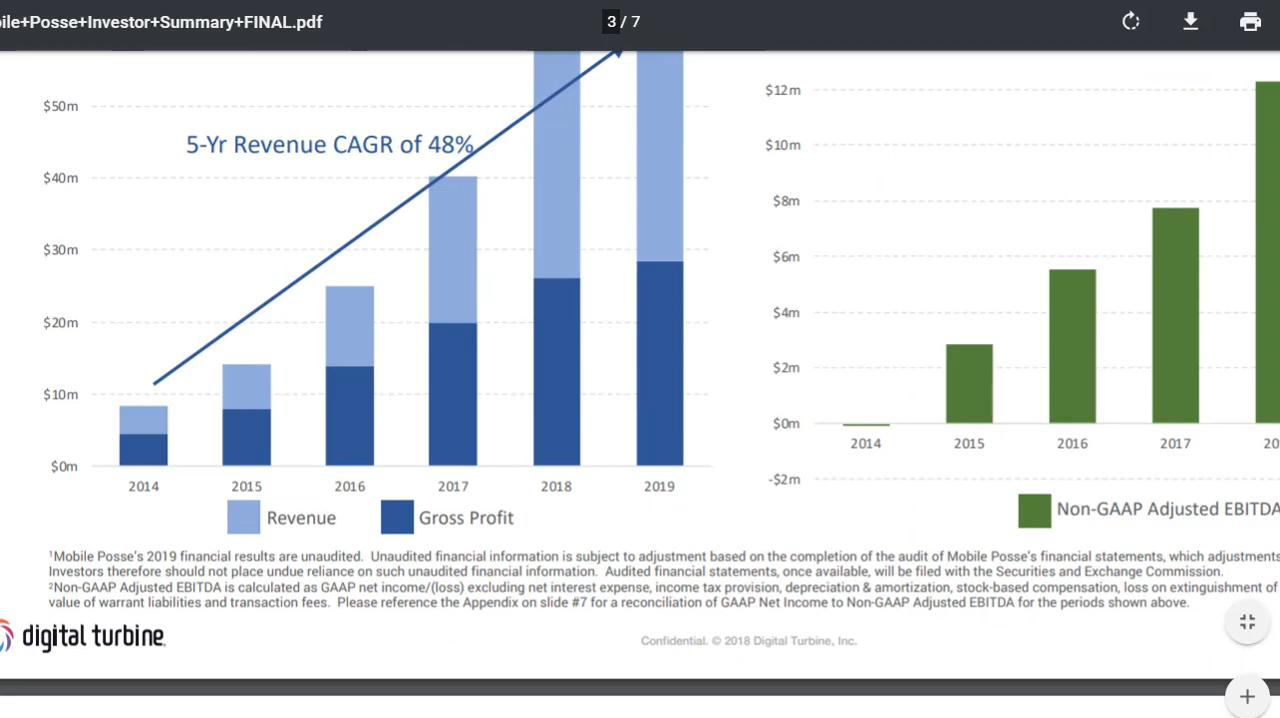 ile+Posse+Investor+Summary+FINAL.pdf
3 / 7
$50m
$40m
$30m
$20m
$10m
$0m
5-Yr Revenue CAGR of 48%
2014 2015 2016 2017 2018 2019
Revenue Gross Profit
$12m
$10m
$8m
$6m
$4m
$2m
$0m
-$2m
2014 2015 2016 2017 20
Non-GAAP Adjusted EBITDA
¹Mobile Posse's 2019 financial results are unaudited. Unaudited financial information is subject to adjustment based on the completion of the audit of Mobile Posse's financial statements, which adjustments
Investors therefore should not place undue reliance on such unaudited financial information. Audited financial statements, once available, will be filed with the Securities and Exchange Commission.
²Non-GAAP Adjusted EBITDA is calculated as GAAP net income/(loss) excluding net interest expense, income tax provision, depreciation & amortization, stock-based compensation, loss on extinguishment of
value of warrant liabilities and transaction fees. Please reference the Appendix on slide #7 for a reconciliation of GAAP Net Income to Non-GAAP Adjusted EBITDA for the periods shown above.
digital turbine.
Confidential. © 2018 Digital Turbine, Inc.